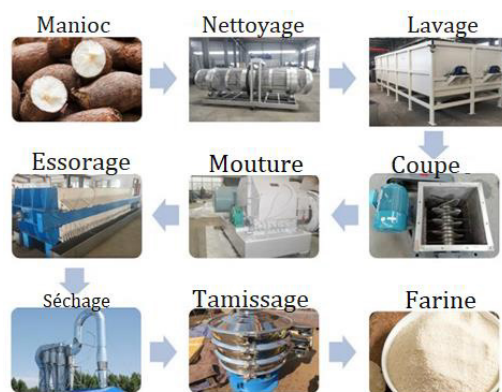 Manioc
Nettoyage
Lavage
Essorage
Mouture
Coupe
Séchage
Tamissage
Farine